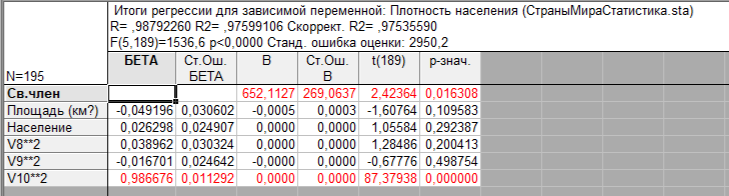 Итоги регрессии для зависимой переменной: Плотность населения (СтраныМираСтатистика.sta)
R= ,98792260 R2= ,97599106 Скоррект. R2= ,97535590
F(5,189)=1536,6 p<0,0000 Станд. ошибка оценки: 2950,2
N=195 БЕТА Ст.Ош. БЕТА B Ст.Ош. B t(189) p-знач.
Св.член 652,1127 269,0637 2,42364 0,016308
Площадь (км?) -0,049196 0,030602 -0,0005 0,0003 -1,60764 0,109583
Население 0,026298 0,024907 0,0000 0,0000 1,05584 0,292387
V8**2 0,038962 0,030324 0,0000 0,0000 1,28486 0,200413
V9**2 -0,016701 0,024642 -0,0000 0,0000 -0,67776 0,498754
V10**2 0,986676 0,011292 0,0000 0,0000 87,37938 0,000000